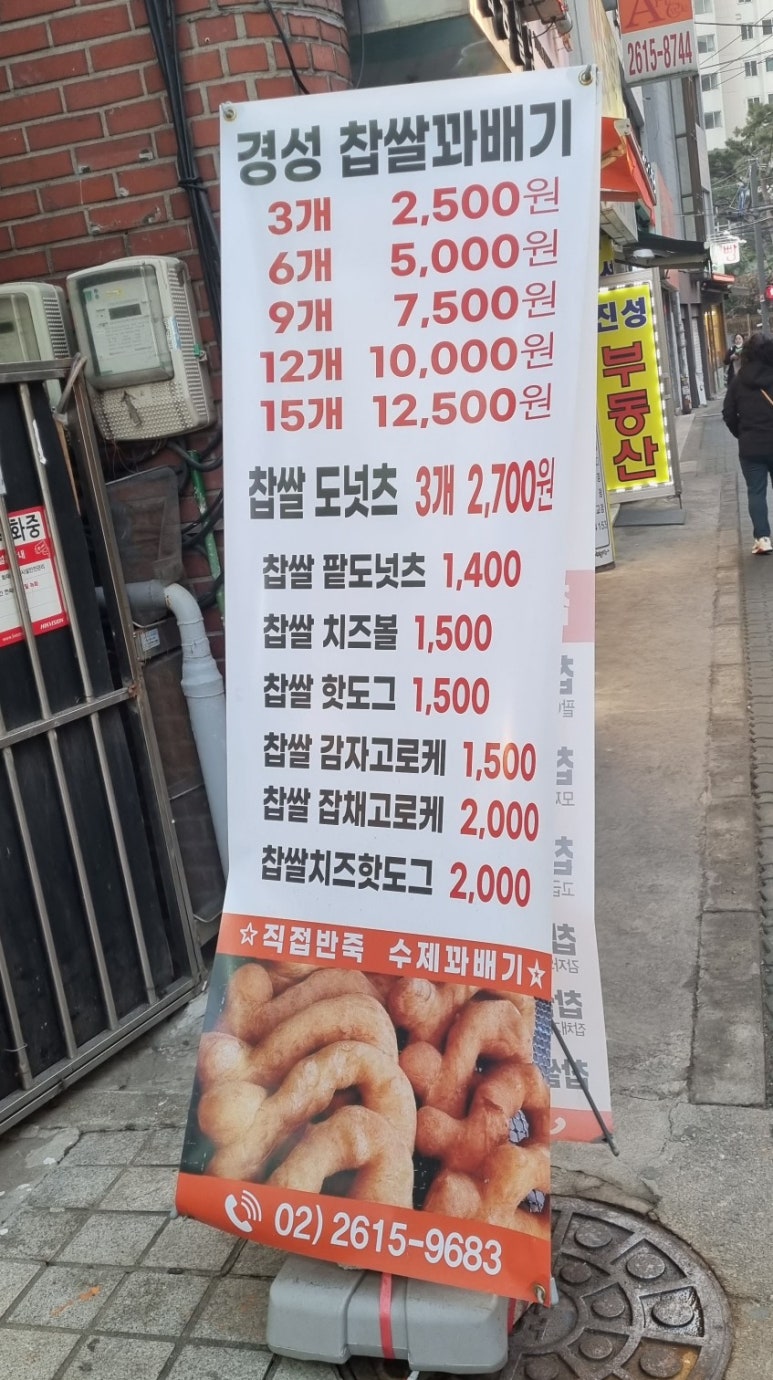 2615-8744
경성 찹쌀꽈배기
3개 2,500원
6개 5,000원
9개 7,500원
12개 10,000원
15개 12,500원
찹쌀 도넛츠 3개 2,700원
찹쌀 팥도넛츠 1,400
찹쌀 치즈볼 1,500
찹쌀 핫도그 1,500
찹쌀 감자고로케 1,500
찹쌀 잡채고로케 2,000
찹쌀치즈핫도그 2,000
☆직접반죽 수제꽈배기☆
02) 2615-9683
진성
부동산
화중